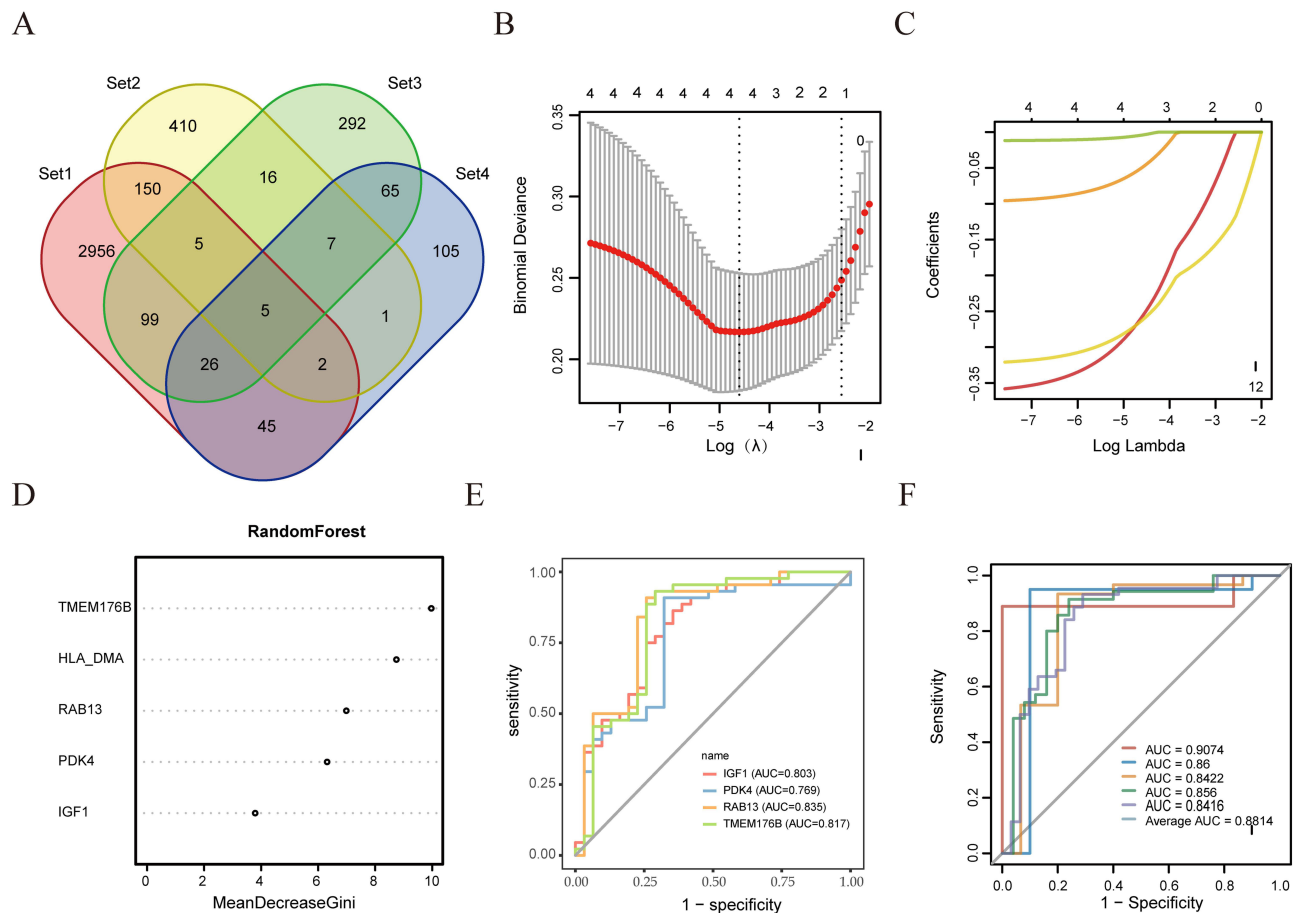 A
Set2
Set3
Set1
Set4
410
292
150
16
65
2956
5
7
105
99
5
1
26
2
45
B
4 4 4 4 4 4 4 4 3 2 2 1
0
Binomial Deviance
0.35
0.30
0.25
0.20
−7 −6 −5 −4 −3 −2
Log (λ)
I
C
4 4 4 3 2 0
Coefficients
−0.05
−0.15
−0.25
−0.35
I
12
−7 −6 −5 −4 −3 −2
Log Lambda
D
RandomForest
TMEM176B
HLA_DMA
RAB13
PDK4
IGF1
0 2 4 6 8 10
MeanDecreaseGini
E
sensitivity
1.00
0.75
0.50
0.25
0.00
name
IGF1 (AUC=0.803)
PDK4 (AUC=0.769)
RAB13 (AUC=0.835)
TMEM176B (AUC=0.817)
0.00 0.25 0.50 0.75 1.00
1 − specificity
F
Sensitivity
1.0
0.8
0.6
0.4
0.2
0.0
AUC = 0.9074
AUC = 0.86
AUC = 0.8422
AUC = 0.856
AUC = 0.8416
Average AUC = 0.8814
I
0.0 0.2 0.4 0.6 0.8 1.0
1 - Specificity